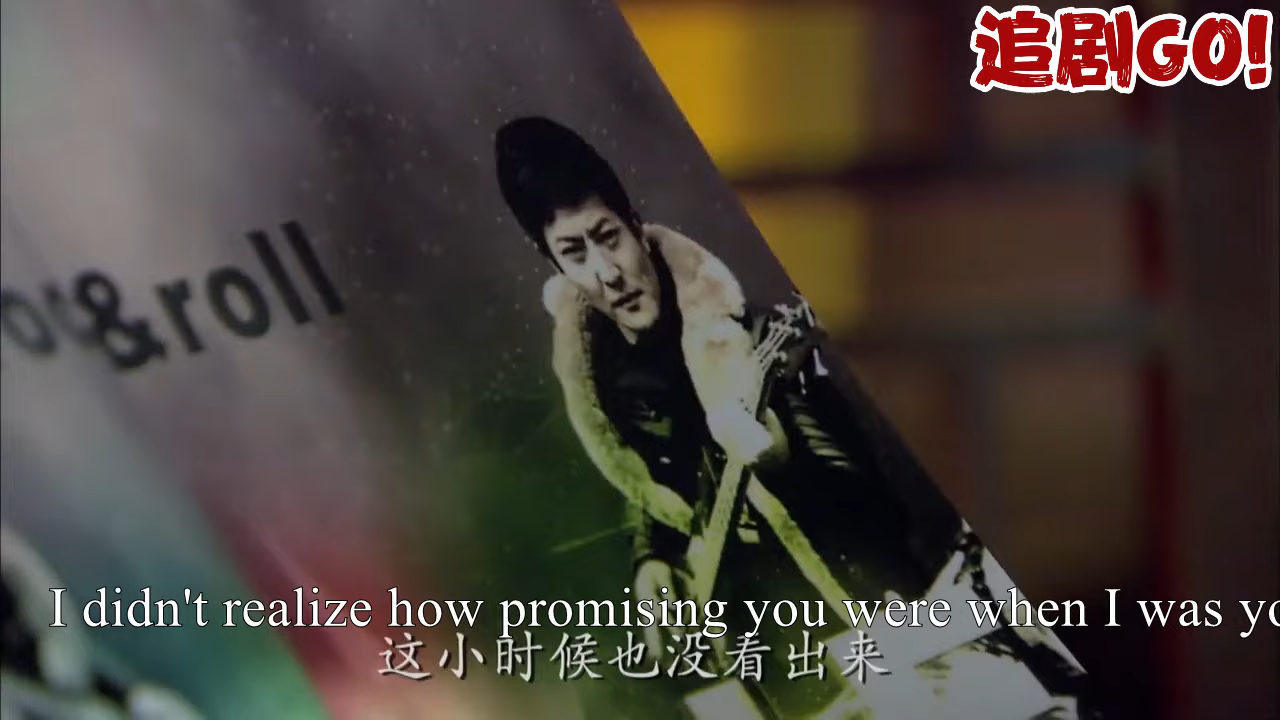 追剧GO!
&roll
I didn't realize how promising you were when I was
这小时候也没看出来